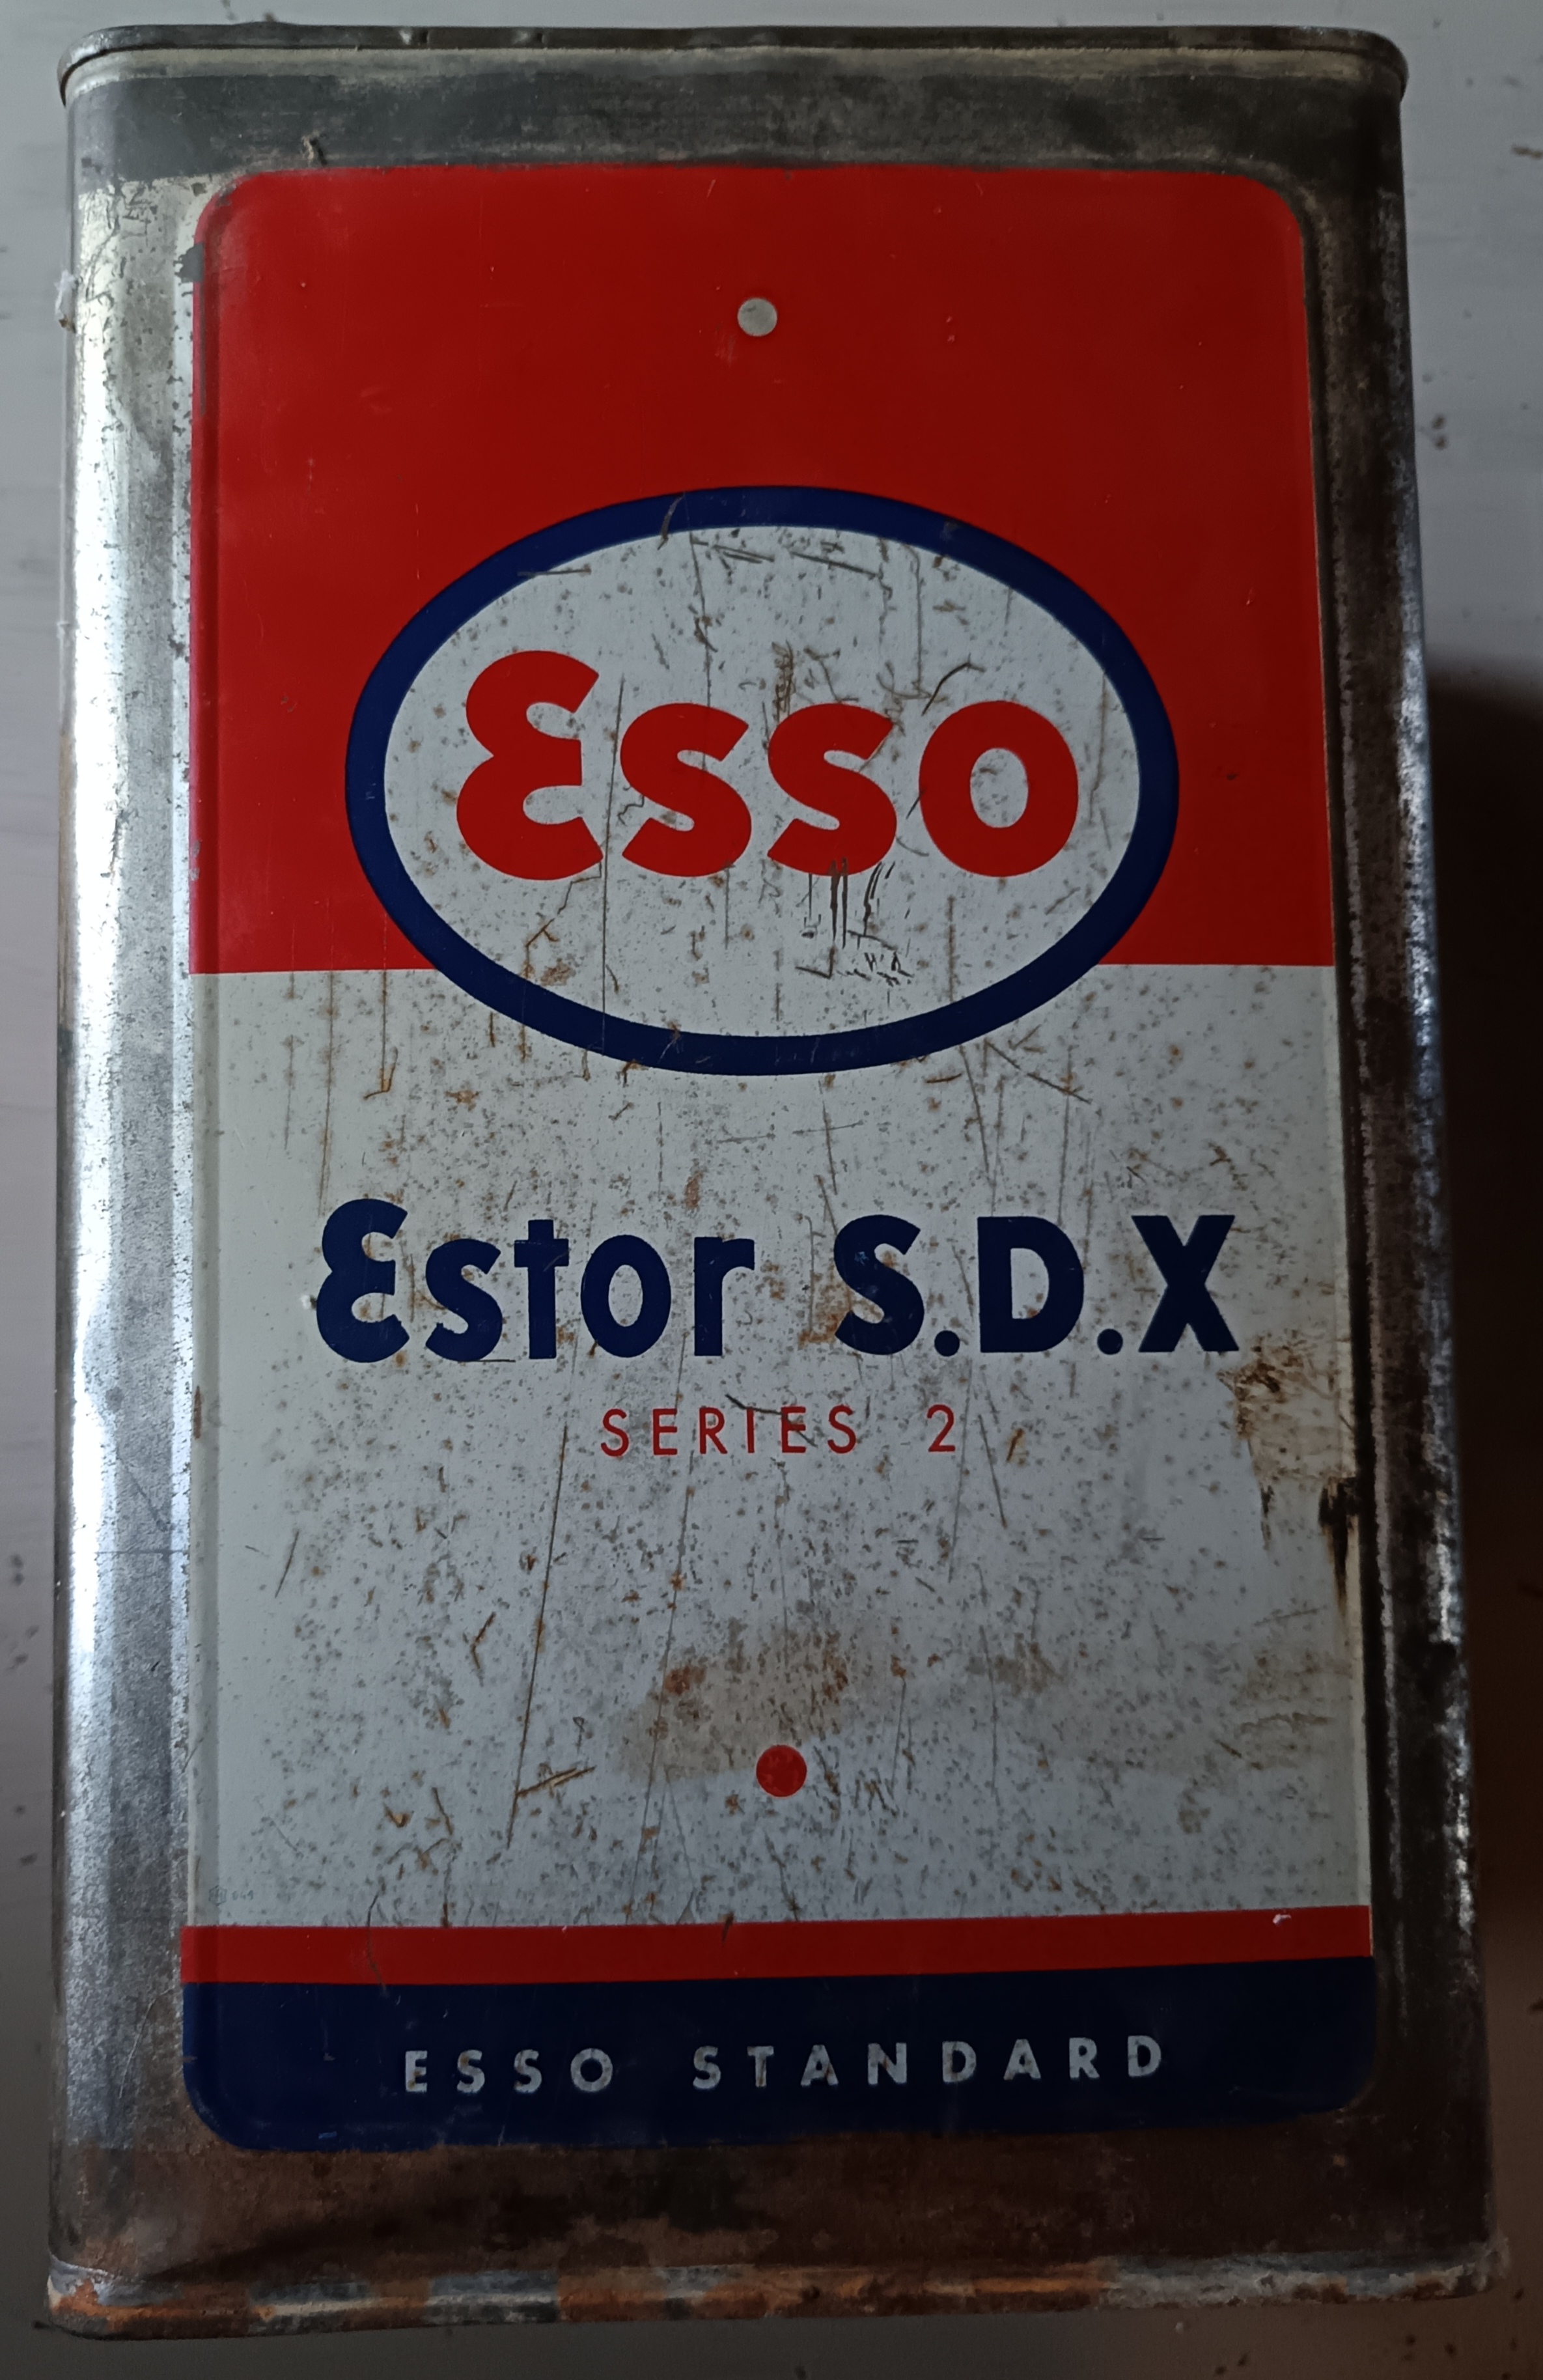 Esso
Estor S.D.X
SERIES 2
ESSO STANDARD